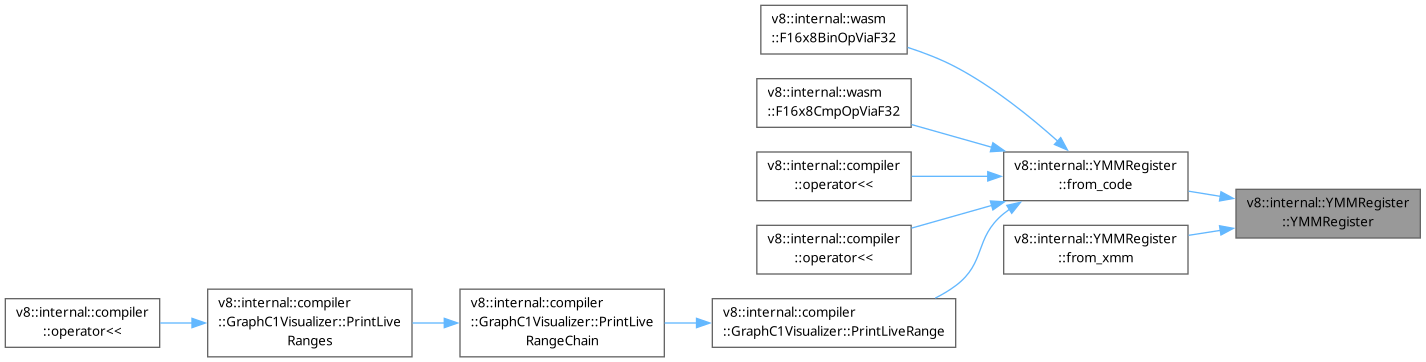 v8::internal::wasm
::F16x8BinOpViaF32
v8::internal::wasm
::F16x8CmpOpViaF32
v8::internal::compiler
::operator<<
v8::internal::YMMRegister
::from_code
v8::internal::YMMRegister
::YMMRegister
v8::internal::compiler
::operator<<
v8::internal::YMMRegister
::from_xmm
v8::internal::compiler
::operator<<
v8::internal::compiler
::GraphC1Visualizer::PrintLive
Ranges
v8::internal::compiler
::GraphC1Visualizer::PrintLive
RangeChain
v8::internal::compiler
::GraphC1Visualizer::PrintLiveRange